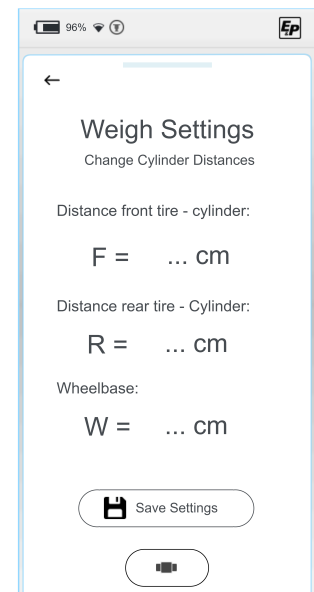 96%
EP
Weigh Settings
Change Cylinder Distances
Distance front tire - cylinder:
F = ... cm
Distance rear tire - Cylinder:
R = ... cm
Wheelbase:
W = ... cm
Save Settings